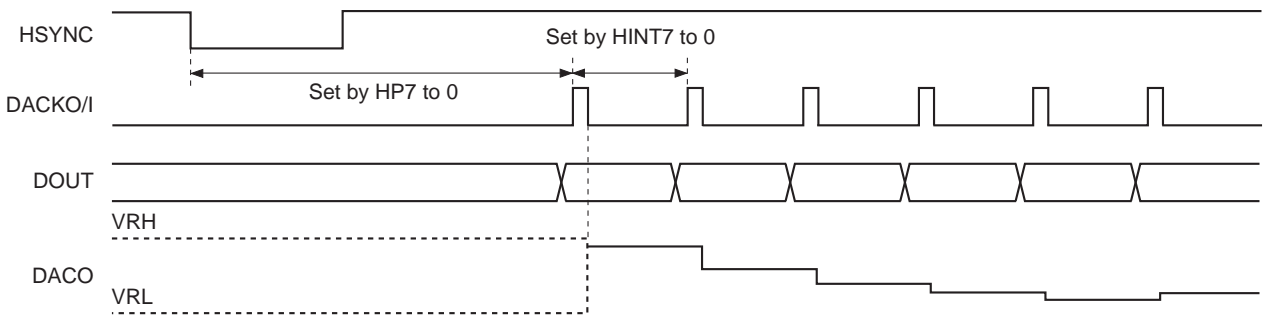 HSYNC
Set by HINT7 to 0
Set by HP7 to 0
DACKO/I
DOUT
VRH
DACO
VRL